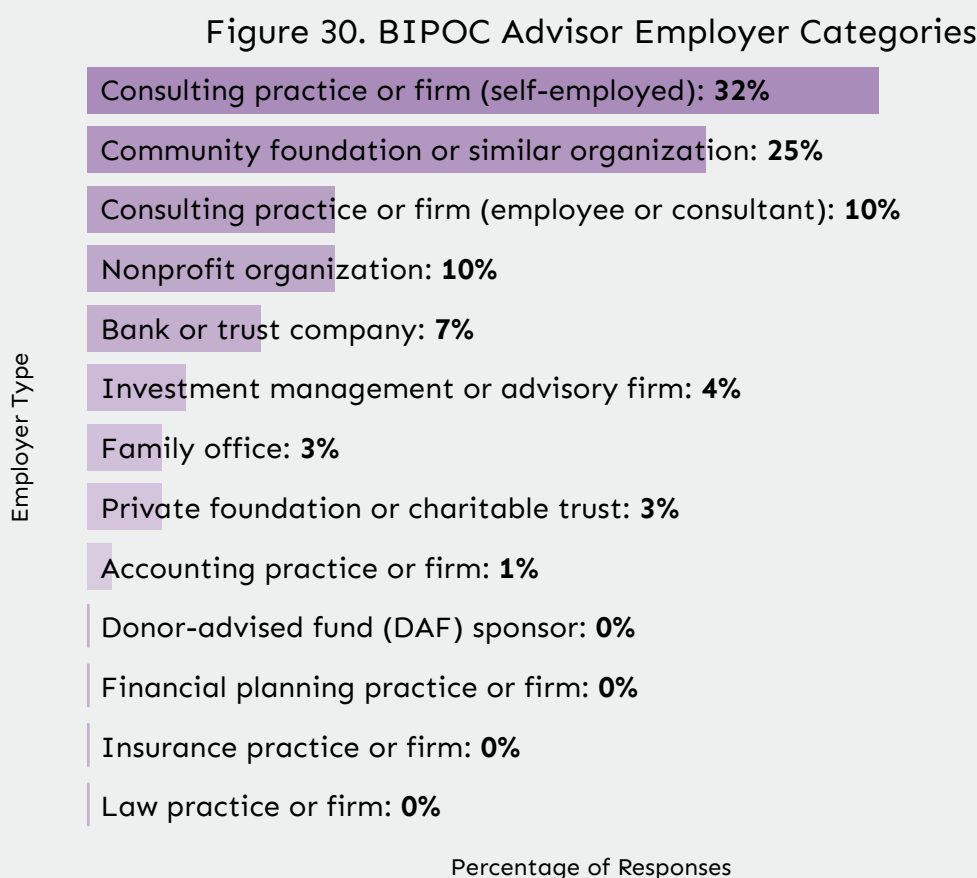 Figure 30. BIPOC Advisor Employer Categories
Consulting practice or firm (self-employed): 32%
Community foundation or similar organization: 25%
Consulting practice or firm (employee or consultant): 10%
Nonprofit organization: 10%
Bank or trust company: 7%
Investment management or advisory firm: 4%
Family office: 3%
Private foundation or charitable trust: 3%
Accounting practice or firm: 1%
Donor-advised fund (DAF) sponsor: 0%
Financial planning practice or firm: 0%
Insurance practice or firm: 0%
Law practice or firm: 0%
Employer Type
Percentage of Responses